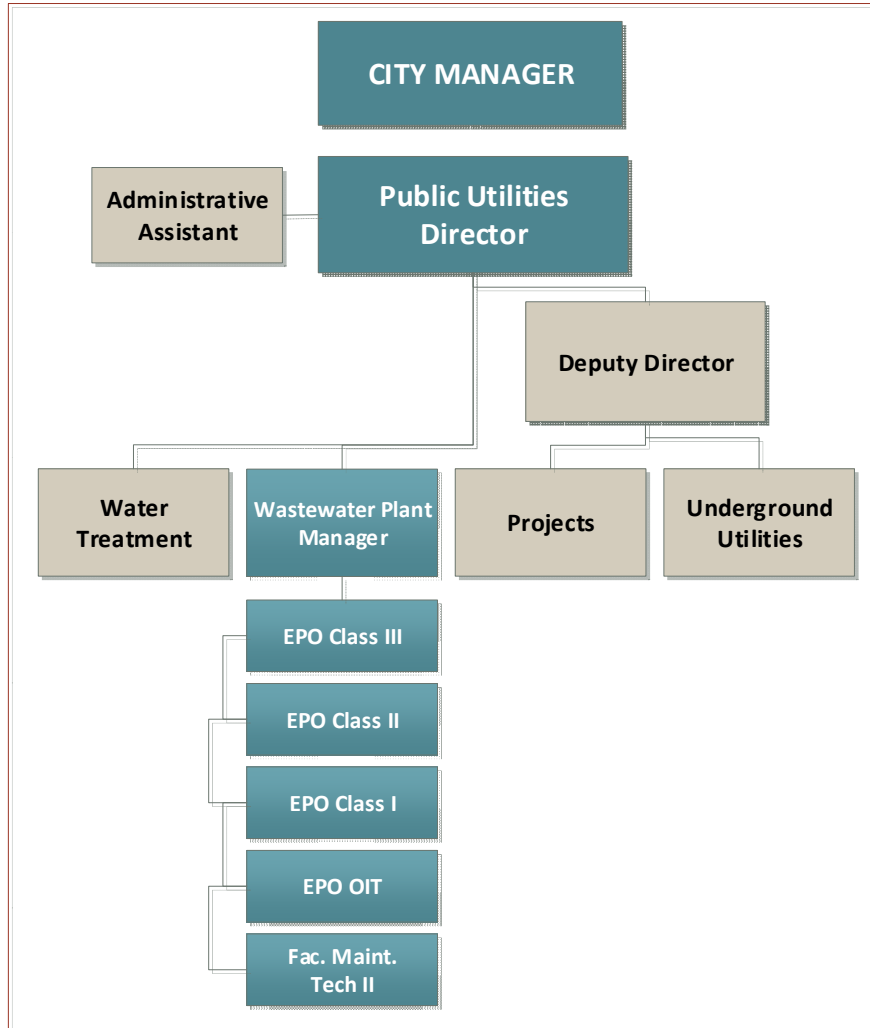 CITY MANAGER
Administrative
Assistant
Public Utilities
Director
Deputy Director
Water
Treatment
Wastewater Plant
Manager
Projects
Underground
Utilities
EPO Class III
EPO Class II
EPO Class I
EPO OIT
Fac. Maint.
Tech II